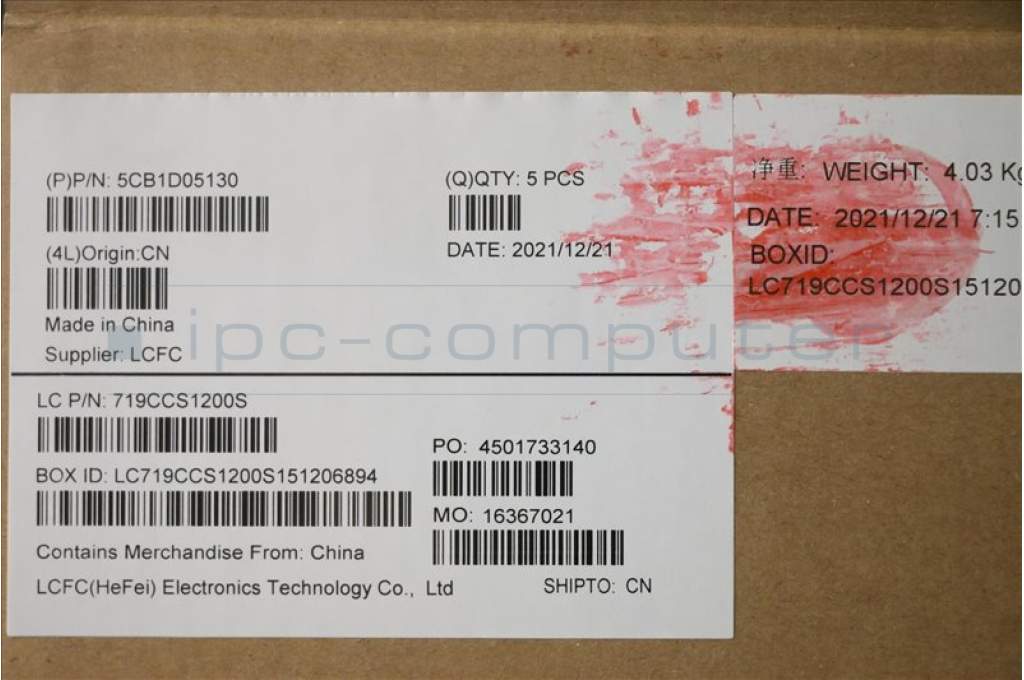 (P)P/N: 5CB1D05130
(Q)QTY: 5 PCS
(4L)Origin:CN
DATE: 2021/12/21
Made in China
Supplier: LCFC
净重: WEIGHT: 4.03 Kg
DATE: 2021/12/21 7:15
BOXID:
LC719CCS1200S15120
ipc-computer
LC P/N: 719CCS1200S
PO: 4501733140
BOX ID: LC719CCS1200S151206894
MO: 16367021
Contains Merchandise From: China
LCFC(HeFei) Electronics Technology Co., Ltd
SHIPTO: CN